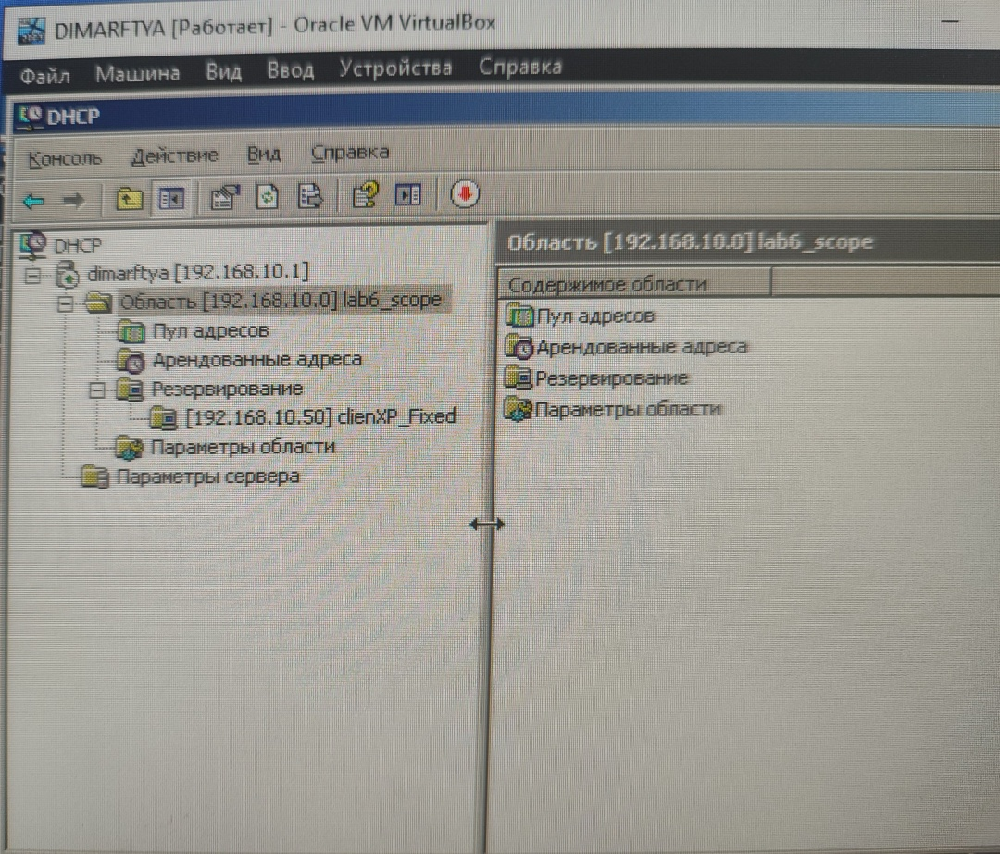 DIMARFTYA [Работает] - Oracle VM VirtualBox
Файл Машина Вид Ввод Устройства Справка
DHCP
Консоль Действие Вид Справка
DHCP
dimarftya [192.168.10.1]
Область [192.168.10.0] lab6_scope
Пул адресов
Арендованные адреса
Резервирование
[192.168.10.50] clienXP_Fixed
Параметры области
Параметры сервера
Область [192.168.10.0] lab6_scope
Содержимое области
Пул адресов
Арендованные адреса
Резервирование
Параметры области